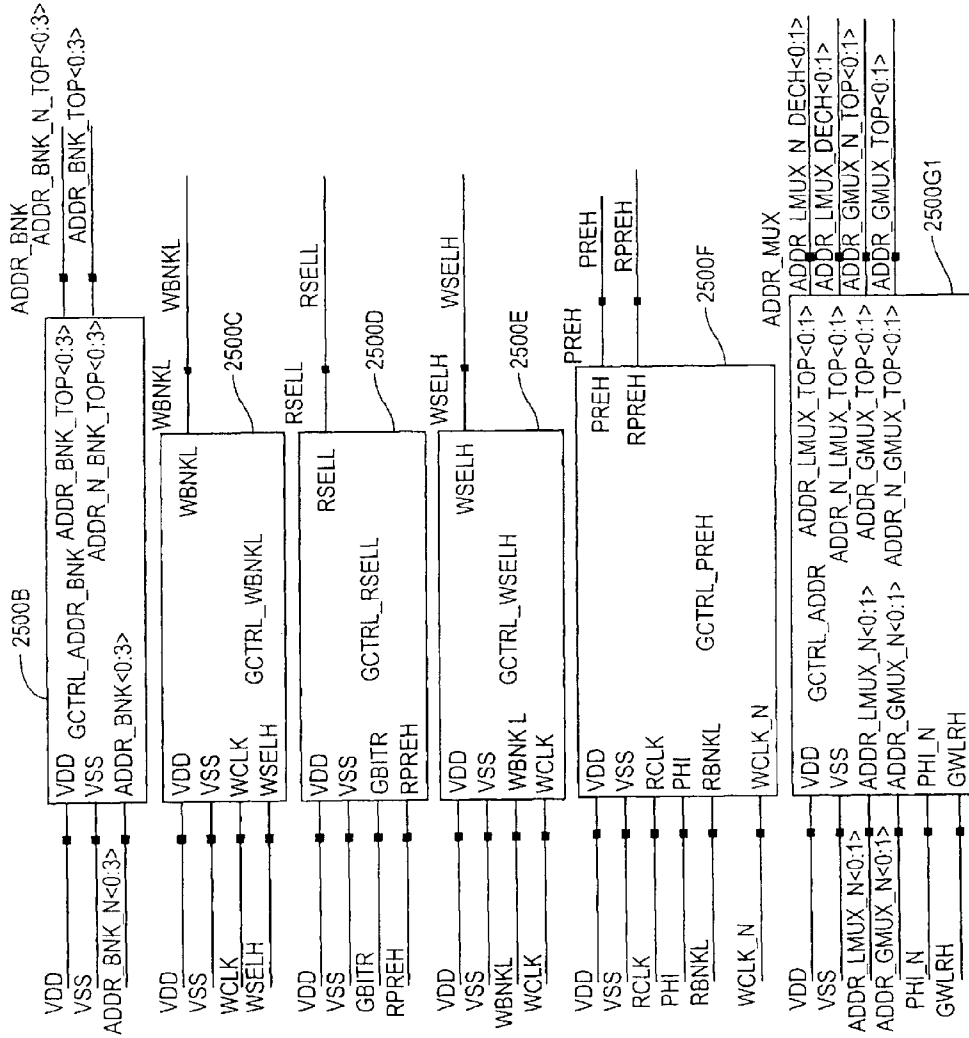 2500B
VDD
VSS
ADDR_BNK_N<0:3>
VDD
VSS
ADDR_BNK<0:3>
GCTRL_ADDR_BNK
ADDR_BNK_TOP<0:3>
ADDR_N_BNK_TOP<0:3>
ADDR_BNK
ADDR_BNK_N_TOP<0:3>
ADDR_BNK_TOP<0:3>
VDD
VSS
WCLK
WSELH
VDD
VSS
WCLK
WSELH
GCTRL_WBNKL
WBNKL
WBNKL
WBNKL
2500C
VDD
VSS
GBITR
RPREH
VDD
VSS
GBITR
RPREH
GCTRL_RSELL
RSELL
RSELL
RSELL
2500D
VDD
VSS
WBNKL
WCLK
VDD
VSS
WBNKL
WCLK
GCTRL_WSELH
WSELH
WSELH
WSELH
2500E
VDD
VSS
RCLK
PHI
RBNKL
WCLK_N
VDD
VSS
RCLK
PHI
RBNKL
WCLK_N
GCTRL_PREH
PREH
RPREH
PREH
RPREH
PREH
RPREH
2500F
VDD
VSS
ADDR_LMUX_N<0:1>
ADDR_GMUX_N<0:1>
PHI_N
GWLRH
VDD
VSS
ADDR_LMUX_N<0:1>
ADDR_GMUX_N<0:1>
PHI_N
GWLRH
GCTRL_ADDR
ADDR_LMUX_TOP<0:1>
ADDR_N_LMUX_TOP<0:1>
ADDR_GMUX_TOP<0:1>
ADDR_N_GMUX_TOP<0:1>
ADDR_MUX
ADDR_LMUX_N_DECH<0:1>
ADDR_LMUX_DECH<0:1>
ADDR_GMUX_N_TOP<0:1>
ADDR_GMUX_TOP<0:1>
2500G1